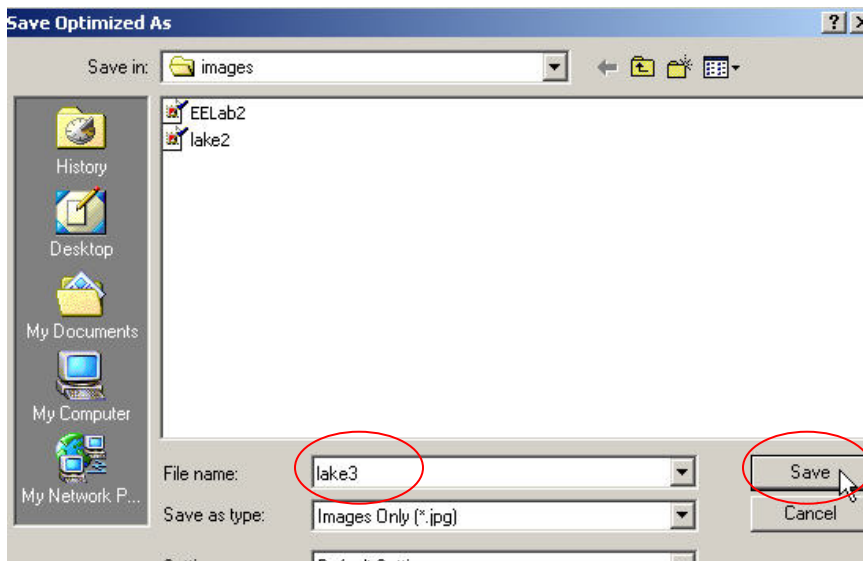 Save Optimized As
Save in: images
EELab2
lake2
History
Desktop
My Documents
My Computer
My Network P...
File name: lake3 Save
Save as type: Images Only (*.jpg) Cancel